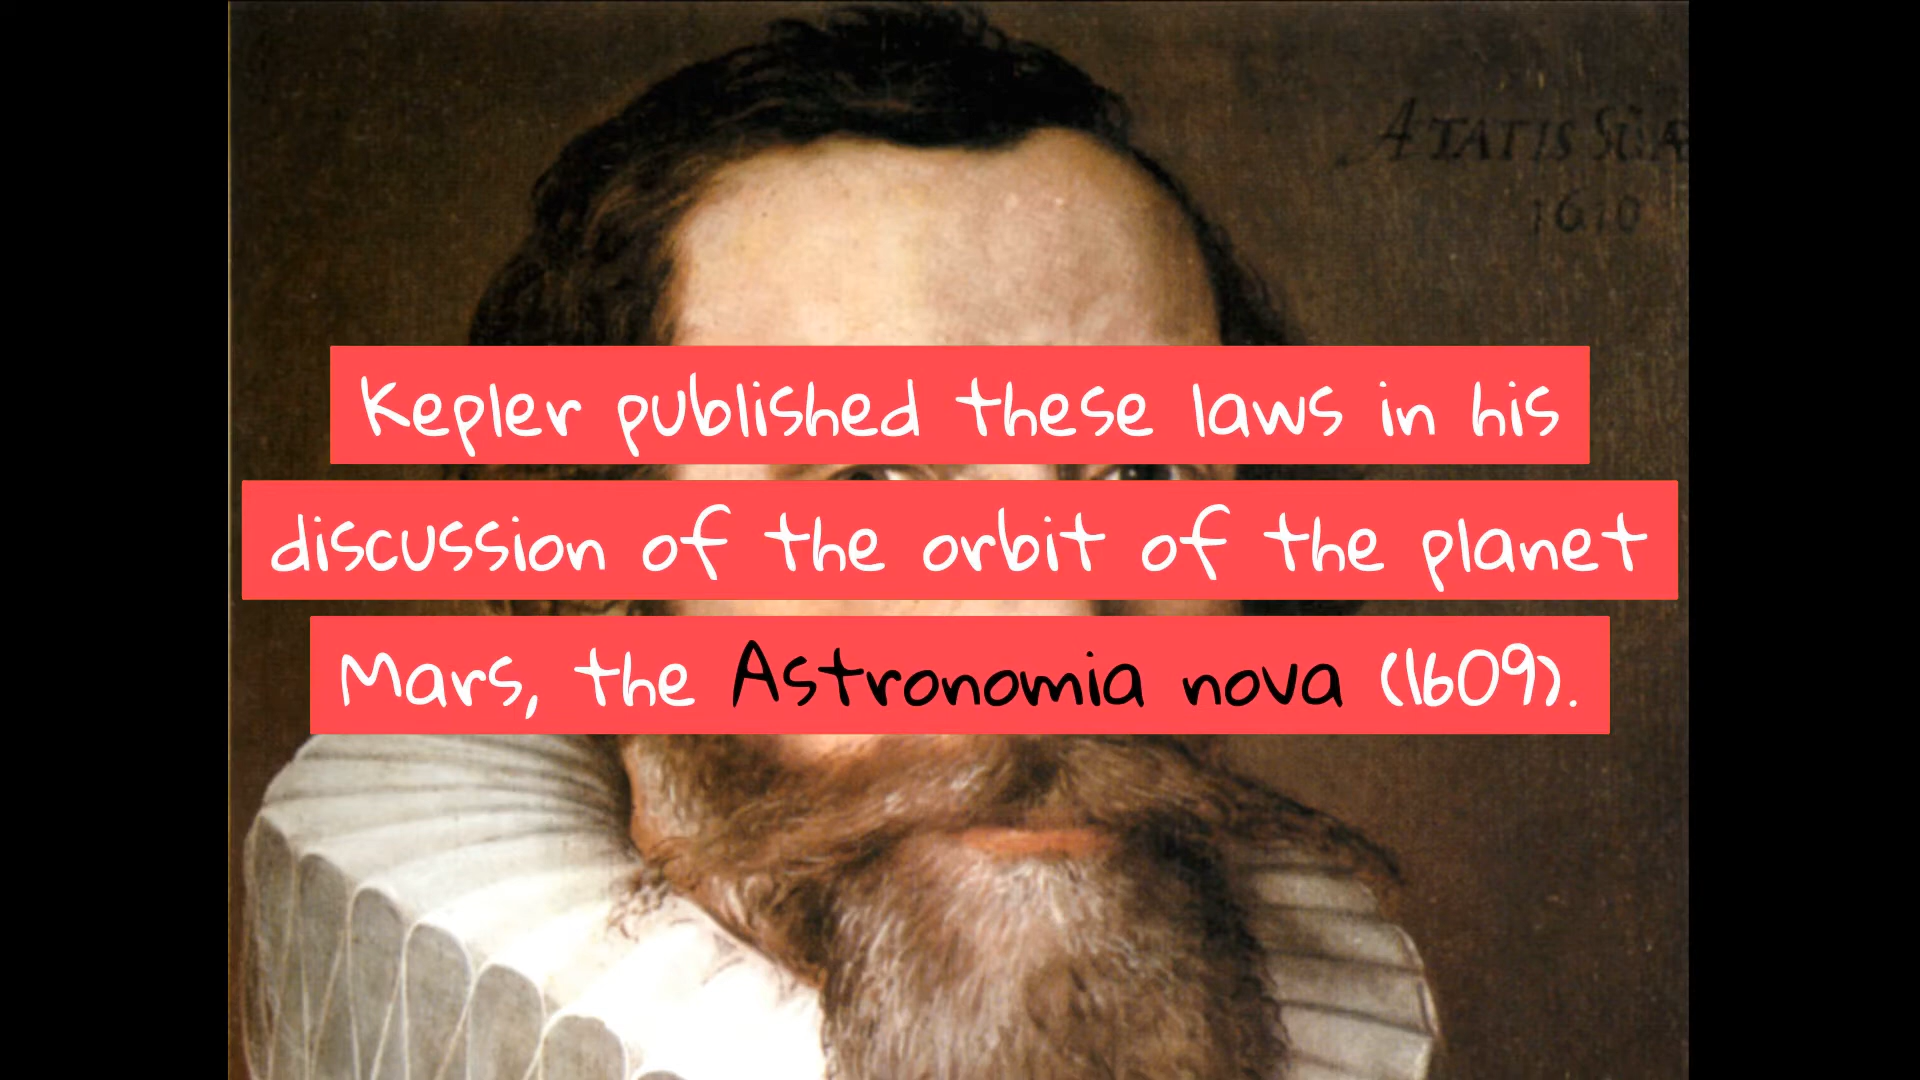 ATATIS SUÆ
1610
Kepler published these laws in his
discussion of the orbit of the planet
Mars, the Astronomia nova (1609).